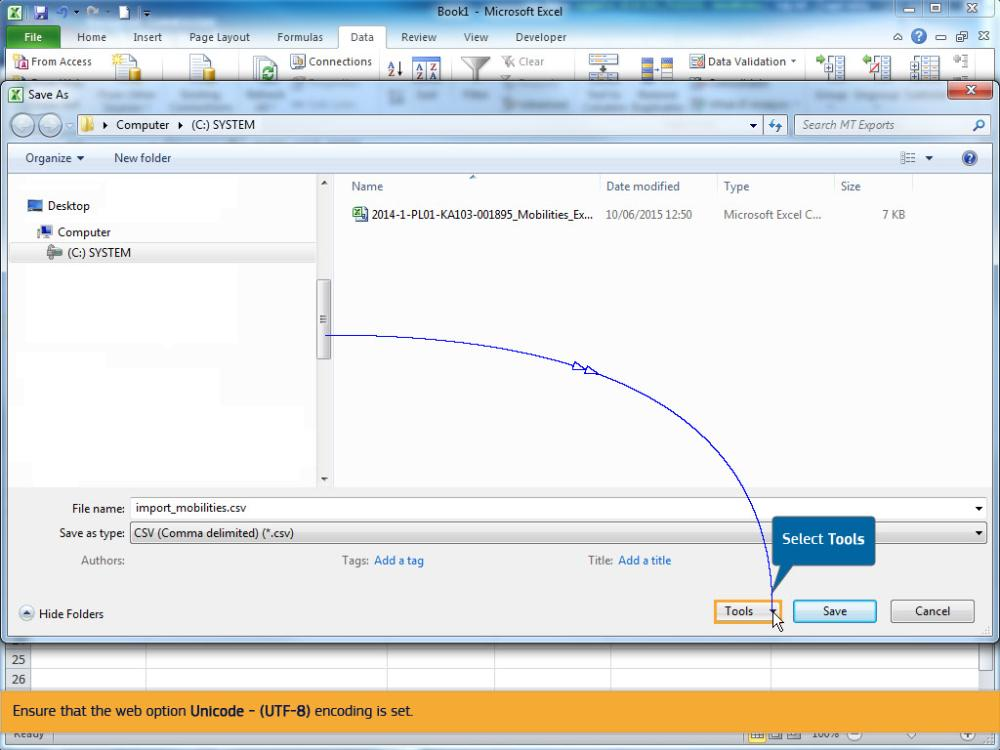 Book1 - Microsoft Excel
File Home Insert Page Layout Formulas Data Review View Developer
From Access
Connections
Clear
Data Validation
Save As
Computer (C:) SYSTEM
Search MT Exports
Organize New folder
Name Date modified Type Size
Desktop
Computer
(C:) SYSTEM
2014-1-PL01-KA103-001895_Mobilities_Ex... 10/06/2015 12:50 Microsoft Excel C... 7 KB
File name: import_mobilities.csv
Save as type: CSV (Comma delimited) (*.csv)
Authors: Tags: Add a tag Title: Add a title
Select Tools
Hide Folders
Tools Save Cancel
25
26
Ensure that the web option Unicode - (UTF-8) encoding is set.
Ready 100%